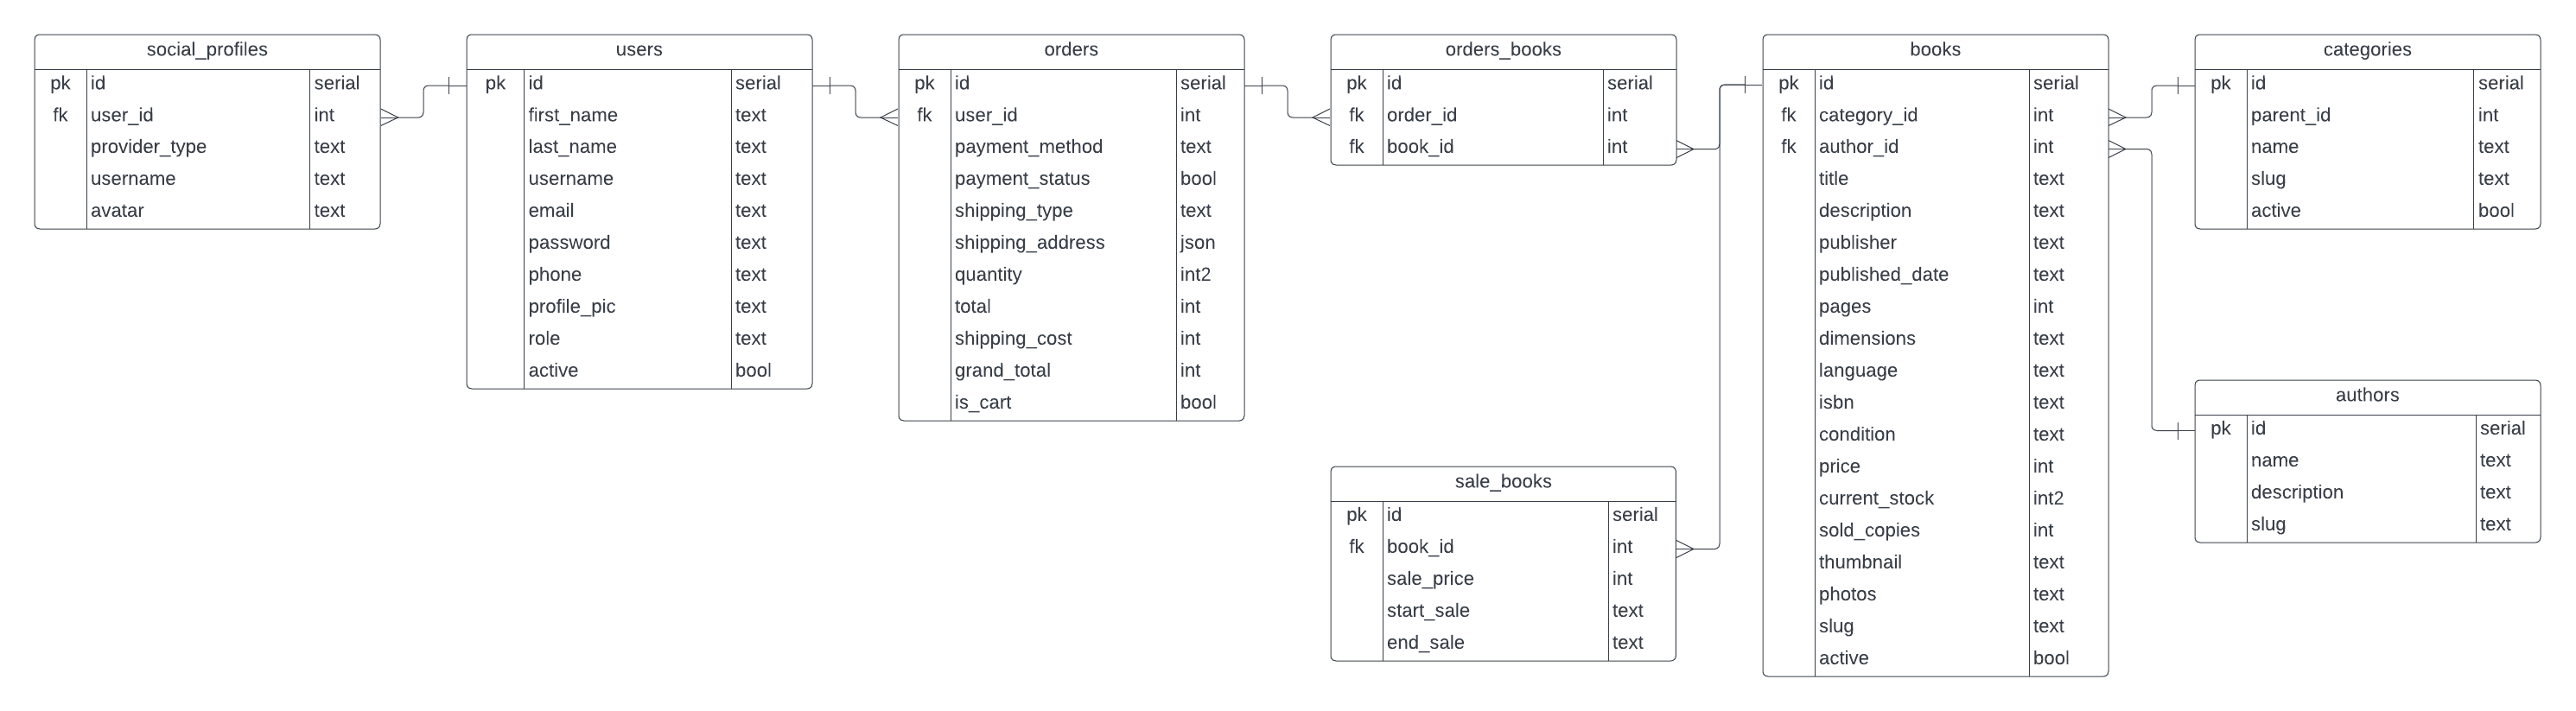 social_profiles
pk id serial
fk user_id int
provider_type text
username text
avatar text
users
pk id serial
first_name text
last_name text
username text
email text
password text
phone text
profile_pic text
role text
active bool
orders
pk id serial
fk user_id int
payment_method text
payment_status bool
shipping_type text
shipping_address json
quantity int2
total int
shipping_cost int
grand_total int
is_cart bool
orders_books
pk id serial
fk order_id int
fk book_id int
sale_books
pk id serial
fk book_id int
sale_price int
start_sale text
end_sale text
books
pk id serial
fk category_id int
fk author_id int
title text
description text
publisher text
published_date text
pages int
dimensions text
language text
isbn text
condition text
price int
current_stock int2
sold_copies int
thumbnail text
photos text
slug text
active bool
categories
pk id serial
parent_id int
name text
slug text
active bool
authors
pk id serial
name text
description text
slug text